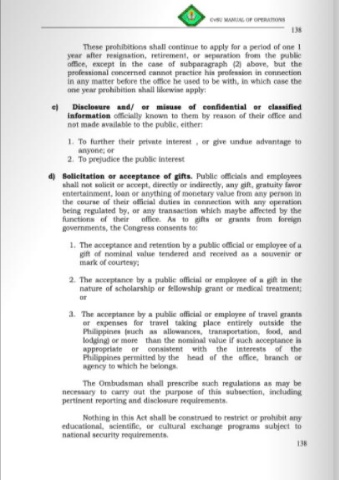 O4SC MANUAL OF OPERATIONS
138
These prohibitions shall continue to apply for a period of one 1
year after resignation, retirement, or separation from the public
office, except in the case of subparagraph (2) above, but the
professional concerned cannot practice his profession in connection
in any matter before the office he used to be with, in which case the
one year prohibition shall likewise apply:
c) Disclosure and/ or misuse of confidential or classified
information officially known to them by reason of their office and
not made available to the public, either:
1. To further their private interest , or give undue advantage to
anyone; or
2. To prejudice the public interest
d) Solicitation or acceptance of gifts. Public officials and employees
shall not solicit or accept, directly or indirectly, any gift, gratuity favor
entertainment, loan or anything of monetary value from any person in
the course of their official duties in connection with any operation
being regulated by, or any transaction which maybe affected by the
functions of their office. As to gifts or grants from foreign
governments, the Congress consents to:
1. The acceptance and retention by a public official or employee of a
gift of nominal value tendered and received as a souvenir or
mark of courtesy;
2. The acceptance by a public official or employee of a gift in the
nature of scholarship or fellowship grant or medical treatment;
or
3. The acceptance by a public official or employee of travel grants
or expenses for travel taking place entirely outside the
Philippines (such as allowances, transportation, food, and
lodging) or more than the nominal value if such acceptance is
appropriate or consistent with the interests of the
Philippines permitted by the head of the office, branch or
agency to which he belongs.
The Ombudsman shall prescribe such regulations as may be
necessary to carry out the purpose of this subsection, including
pertinent reporting and disclosure requirements.
Nothing in this Act shall be construed to restrict or prohibit any
educational, scientific, or cultural exchange programs subject to
national security requirements.
138